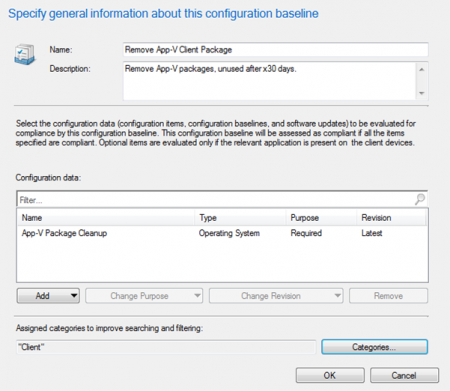 Specify general information about this configuration baseline
Name:
Remove App-V Client Package
Description:
Remove App-V packages, unused after x30 days.
Select the configuration data (configuration items, configuration baselines, and software updates) to be evaluated for
compliance by this configuration baseline. This configuration baseline will be assessed as compliant if all the items
specified are compliant. Optional items are evaluated only if the relevant application is present on the client devices.
Configuration data:
Filter...
Name Type Purpose Revision
App-V Package Cleanup Operating System Required Latest
Add Change Purpose Change Revision Remove
Assigned categories to improve searching and filtering:
"Client" Categories...
OK Cancel